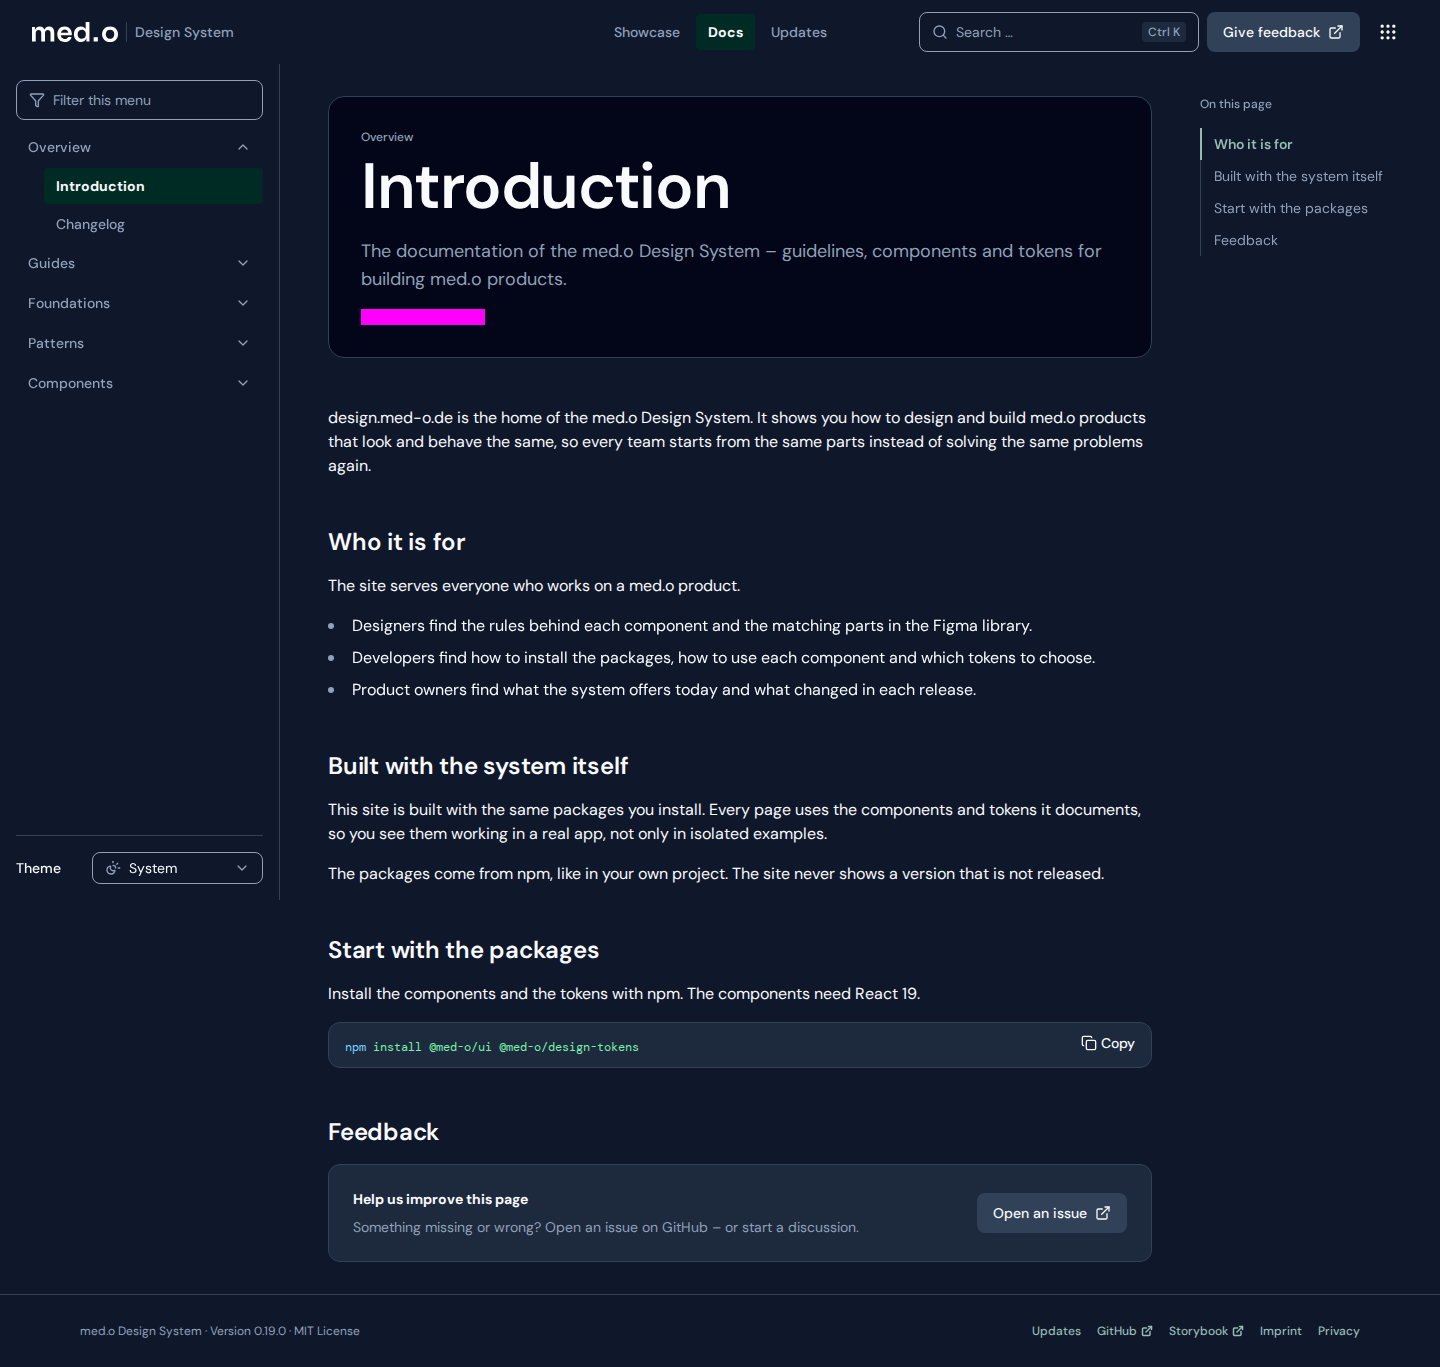 med.o
Design System
Showcase
Docs
Updates
Search …
Ctrl K
Give feedback
Filter this menu
Overview
Introduction
Changelog
Guides
Foundations
Patterns
Components
Theme
System
Overview
Introduction
The documentation of the med.o Design System – guidelines, components and tokens for
building med.o products.
design.med-o.de is the home of the med.o Design System. It shows you how to design and build med.o products
that look and behave the same, so every team starts from the same parts instead of solving the same problems
again.
Who it is for
The site serves everyone who works on a med.o product.
Designers find the rules behind each component and the matching parts in the Figma library.
Developers find how to install the packages, how to use each component and which tokens to choose.
Product owners find what the system offers today and what changed in each release.
Built with the system itself
This site is built with the same packages you install. Every page uses the components and tokens it documents,
so you see them working in a real app, not only in isolated examples.
The packages come from npm, like in your own project. The site never shows a version that is not released.
Start with the packages
Install the components and the tokens with npm. The components need React 19.
npm install @med-o/ui @med-o/design-tokens
Copy
Feedback
Help us improve this page
Something missing or wrong? Open an issue on GitHub – or start a discussion.
Open an issue
On this page
Who it is for
Built with the system itself
Start with the packages
Feedback
med.o Design System · Version 0.19.0 · MIT License
Updates
GitHub
Storybook
Imprint
Privacy